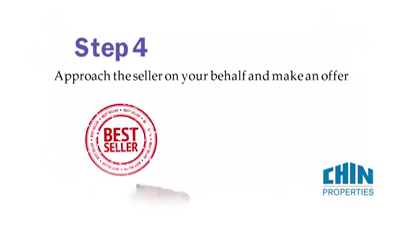 Step 4
Approach the seller on your behalf and make an offer
BEST
SELLER
CHIN
PROPERTIES